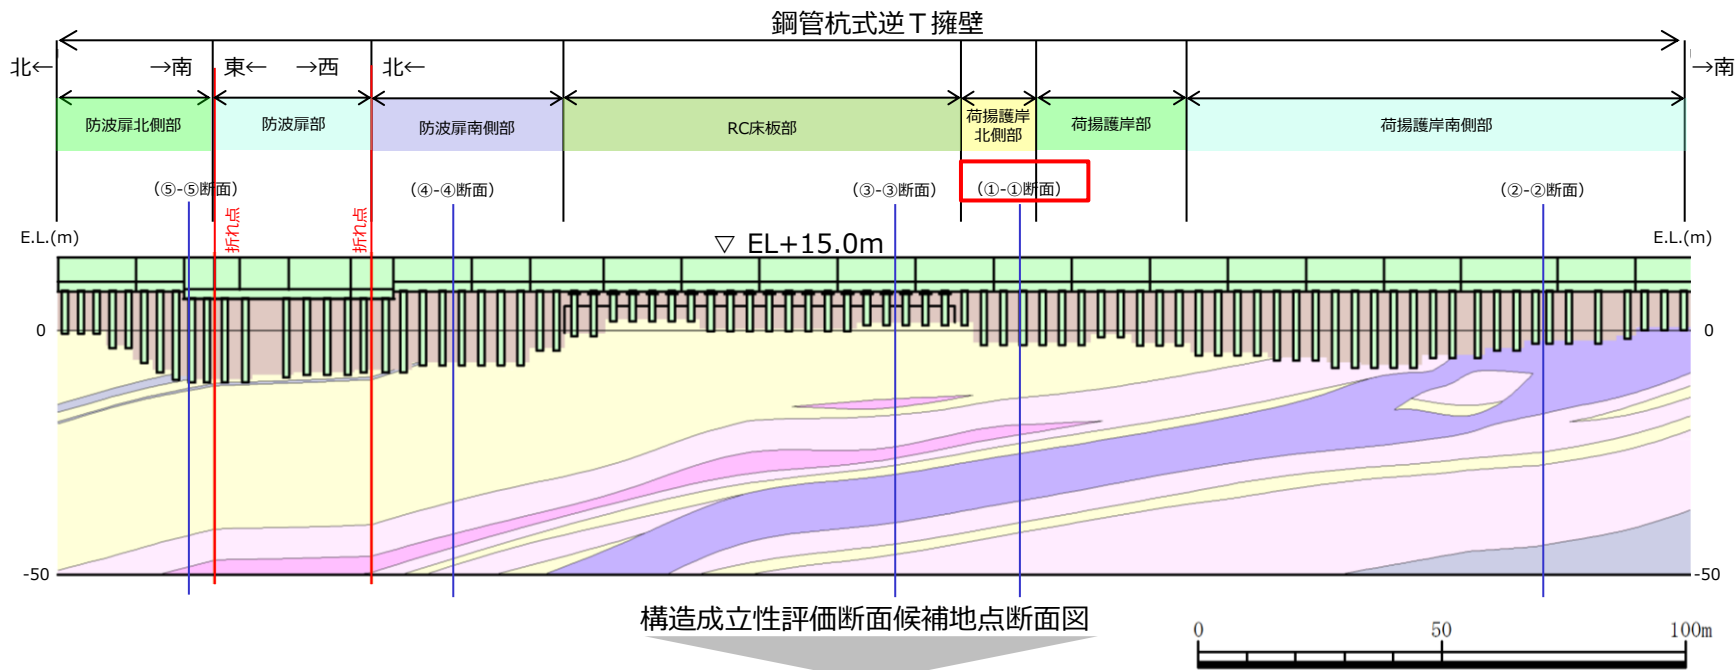 鋼管杭式逆Ｔ擁壁
北← →南 東← →西 北← →南
防波扉北側部 防波扉部 防波扉南側部 RC床板部 荷揚護岸北側部 荷揚護岸部 荷揚護岸南側部
（⑤-⑤断面） （④-④断面） （③-③断面） （①-①断面） （②-②断面）
折れ点 折れ点
E.L.(m) ▽ EL+15.0m E.L.(m)
0 0
-50 -50
構造成立性評価断面候補地点断面図
0 50 100m